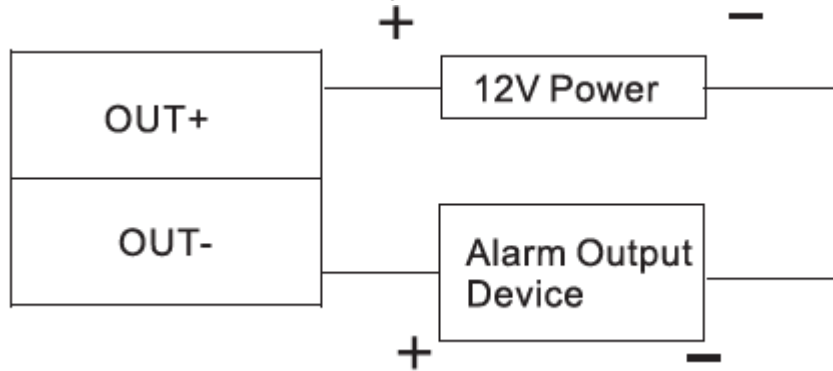 + −
OUT+
12V Power
OUT-
Alarm Output
Device
+ −